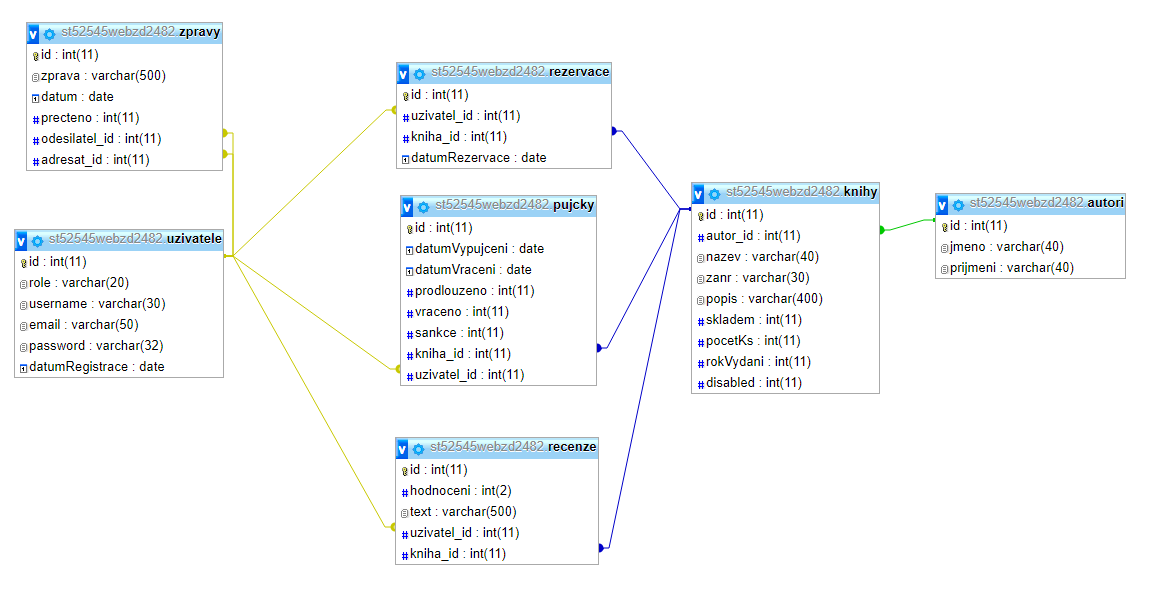 st52545webzd2482 zpravy
id : int(11)
zprava : varchar(500)
datum : date
precteno : int(11)
odesilatel_id : int(11)
adresat_id : int(11)
st52545webzd2482 uzivatele
id : int(11)
role : varchar(20)
username : varchar(30)
email : varchar(50)
password : varchar(32)
datumRegistrace : date
st52545webzd2482 rezervace
id : int(11)
uzivatel_id : int(11)
kniha_id : int(11)
datumRezervace : date
st52545webzd2482 pujcky
id : int(11)
datumVypujceni : date
datumVraceni : date
prodlouzeno : int(11)
vraceno : int(11)
sankce : int(11)
kniha_id : int(11)
uzivatel_id : int(11)
st52545webzd2482 recenze
id : int(11)
hodnoceni : int(2)
text : varchar(500)
uzivatel_id : int(11)
kniha_id : int(11)
st52545webzd2482 knihy
id : int(11)
autor_id : int(11)
nazev : varchar(40)
zanr : varchar(30)
popis : varchar(400)
skladem : int(11)
pocetKs : int(11)
rokVydani : int(11)
disabled : int(11)
st52545webzd2482 autori
id : int(11)
jmeno : varchar(40)
prijmeni : varchar(40)